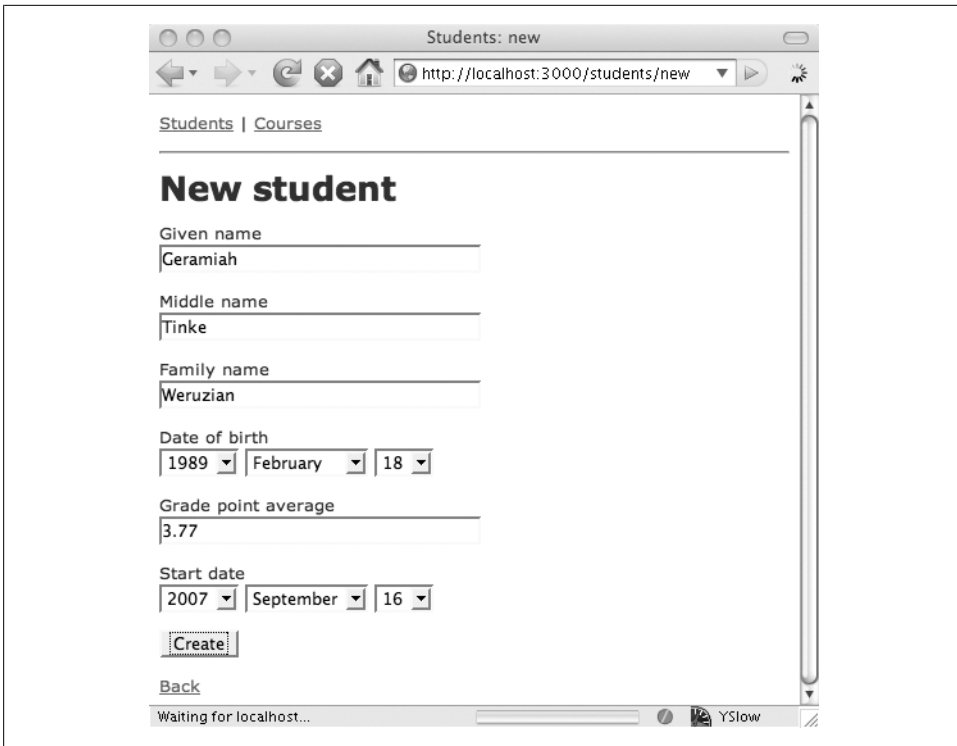 Students: new
http://localhost:3000/students/new
Students | Courses
New student
Given name
Geramiah
Middle name
Tinke
Family name
Weruzian
Date of birth
1989 February 18
Grade point average
3.77
Start date
2007 September 16
Create
Back
Waiting for localhost... YSlow